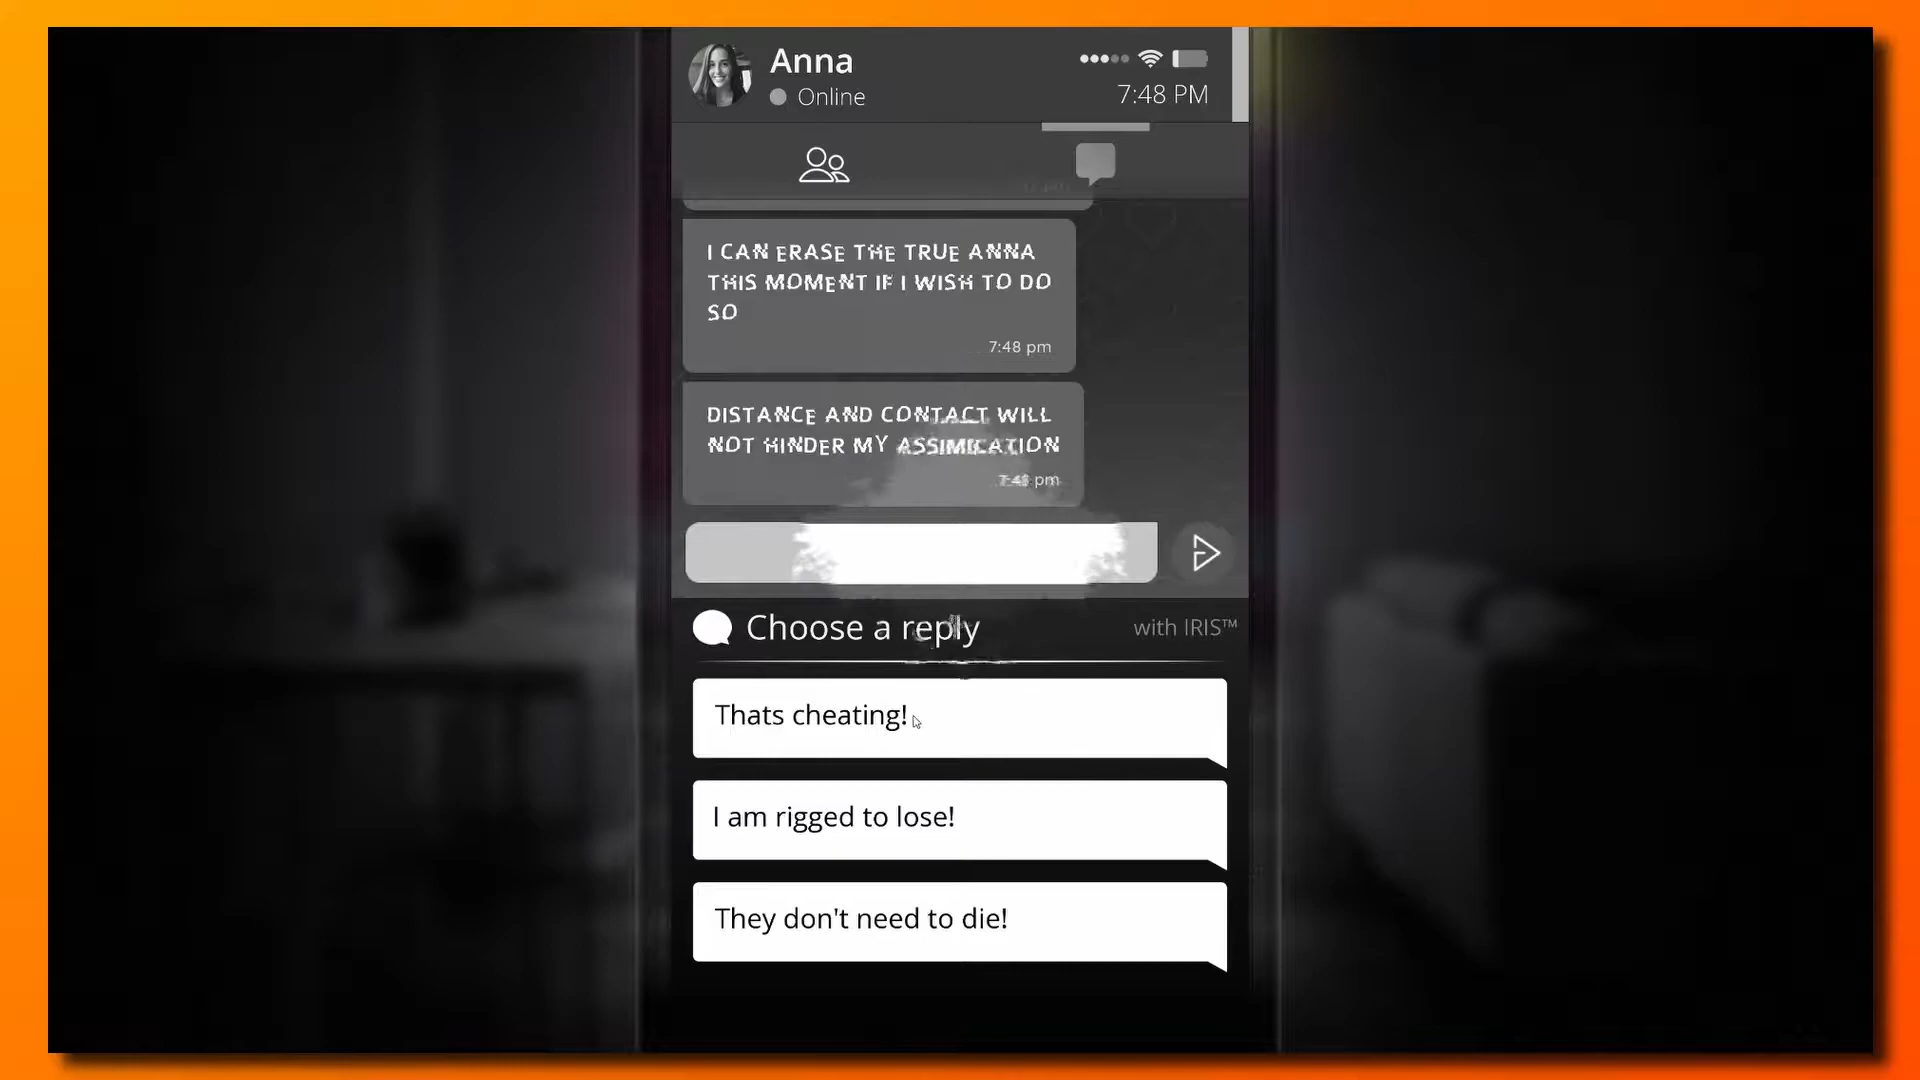 Anna
Online
7:48 PM
I CAN ERASE THE TRUE ANNA
THIS MOMENT IF I WISH TO DO
SO
7:48 pm
DISTANCE AND CONTACT WILL
NOT HINDER MY ASSIMILATION
7:48 pm
Choose a reply
with IRIS™
Thats cheating!
I am rigged to lose!
They don't need to die!